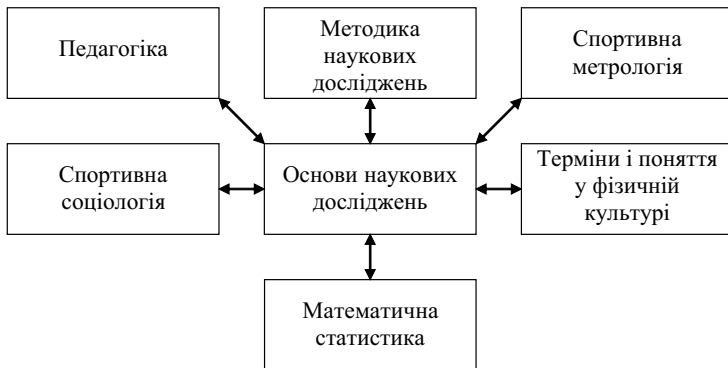 Педагогіка
Методика
наукових
досліджень
Спортивна
метрологія
Спортивна
соціологія
Основи наукових
досліджень
Терміни і поняття
у фізичній
культурі
Математична
статистика